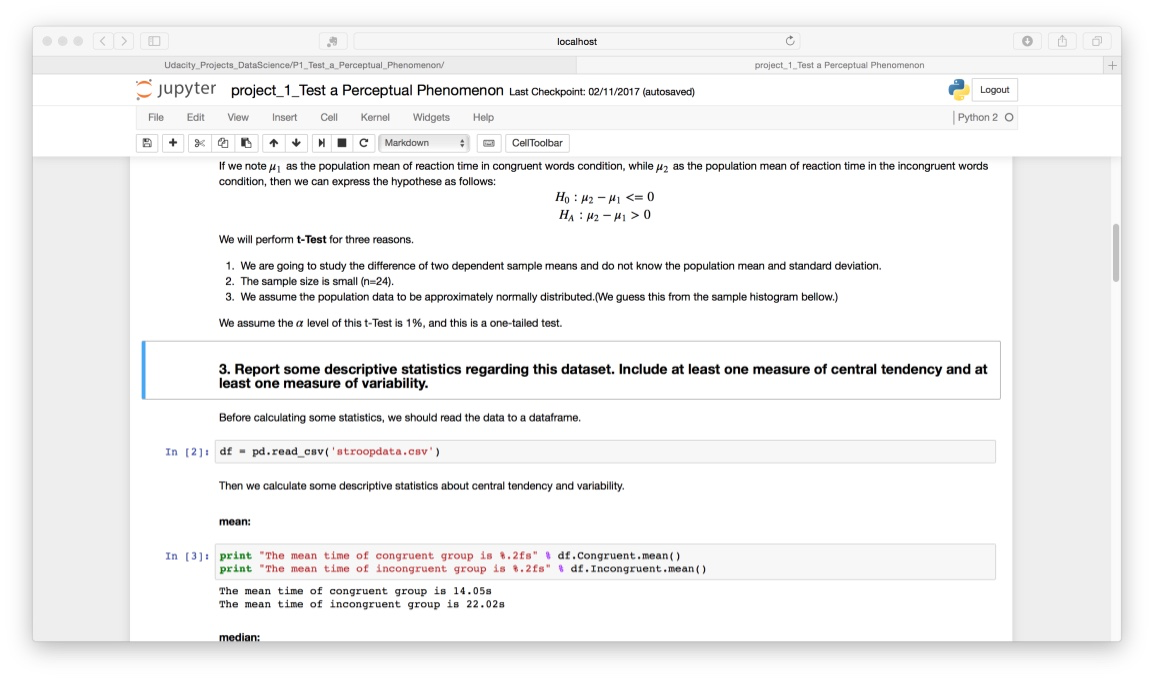 localhost
Udacity_Projects_DataScience/P1_Test_a_Perceptual_Phenomenon/
project_1_Test a Perceptual Phenomenon
+
jupyter project_1_Test a Perceptual Phenomenon Last Checkpoint: 02/11/2017 (autosaved)
Logout
File Edit View Insert Cell Kernel Widgets Help
Python 2
Markdown
CellToolbar
If we note μ₁ as the population mean of reaction time in congruent words condition, while μ₂ as the population mean of reaction time in the incongruent words
condition, then we can express the hypothese as follows:
H₀ : μ₂ − μ₁ <= 0
H_A : μ₂ − μ₁ > 0
We will perform t-Test for three reasons.
1. We are going to study the difference of two dependent sample means and do not know the population mean and standard deviation.
2. The sample size is small (n=24).
3. We assume the population data to be approximately normally distributed.(We guess this from the sample histogram bellow.)
We assume the α level of this t-Test is 1%, and this is a one-tailed test.
3. Report some descriptive statistics regarding this dataset. Include at least one measure of central tendency and at
least one measure of variability.
Before calculating some statistics, we should read the data to a dataframe.
In [2]: df = pd.read_csv('stroopdata.csv')
Then we calculate some descriptive statistics about central tendency and variability.
mean:
In [3]: print "The mean time of congruent group is %.2fs" % df.Congruent.mean()
print "The mean time of incongruent group is %.2fs" % df.Incongruent.mean()
The mean time of congruent group is 14.05s
The mean time of incongruent group is 22.02s
median: